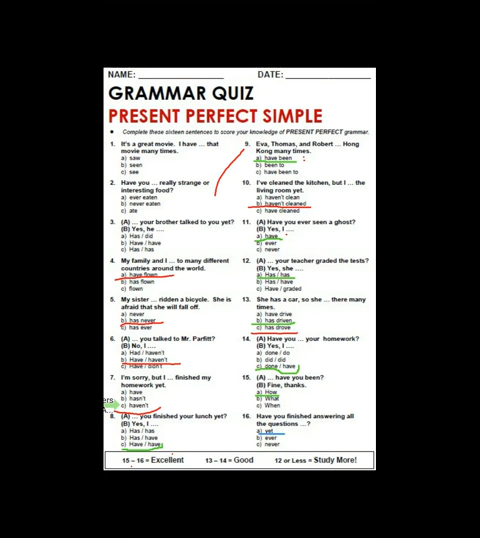 NAME: ________________ DATE: ________________
GRAMMAR QUIZ
PRESENT PERFECT SIMPLE
Complete these sixteen sentences to score your knowledge of PRESENT PERFECT grammar.
1. It's a great movie. I have … that
movie many times.
a) saw
b) seen
c) see
2. Have you … really strange or
interesting food?
a) ever eaten
b) never eaten
c) ate
3. (A) … your brother talked to you yet?
(B) Yes, he ….
a) Has / did
b) Have / have
c) Has / has
4. My family and I … to many different
countries around the world.
a) have flown
b) has flown
c) flown
5. My sister … ridden a bicycle. She is
afraid that she will fall off.
a) never
b) has never
c) has ever
6. (A) … you talked to Mr. Parfitt?
(B) No, I ….
a) Had / haven't
b) Have / haven't
c) Have / didn't
7. I'm sorry, but I … finished my
homework yet.
a) have
b) hasn't
c) haven't
8. (A) … you finished your lunch yet?
(B) Yes, I ….
a) Has / has
b) Has / have
c) Have / have
9. Eva, Thomas, and Robert … Hong
Kong many times.
a) have been
b) been to
c) have been to
10. I've cleaned the kitchen, but I … the
living room yet.
a) haven't clean
b) haven't cleaned
c) have cleaned
11. (A) Have you ever seen a ghost?
(B) Yes, I ….
a) have
b) ever
c) never
12. (A) … your teacher graded the tests?
(B) Yes, she ….
a) Has / has
b) Has / have
c) Have / graded
13. She has a car, so she … there many
times.
a) have drive
b) has driven
c) has drove
14. (A) Have you … your homework?
(B) Yes, I ….
a) done / do
b) did / did
c) done / have
15. (A) … have you been?
(B) Fine, thanks.
a) How
b) What
c) When
16. Have you finished answering all
the questions …?
a) yet
b) ever
c) never
15 – 16 = Excellent 13 – 14 = Good 12 or Less = Study More!